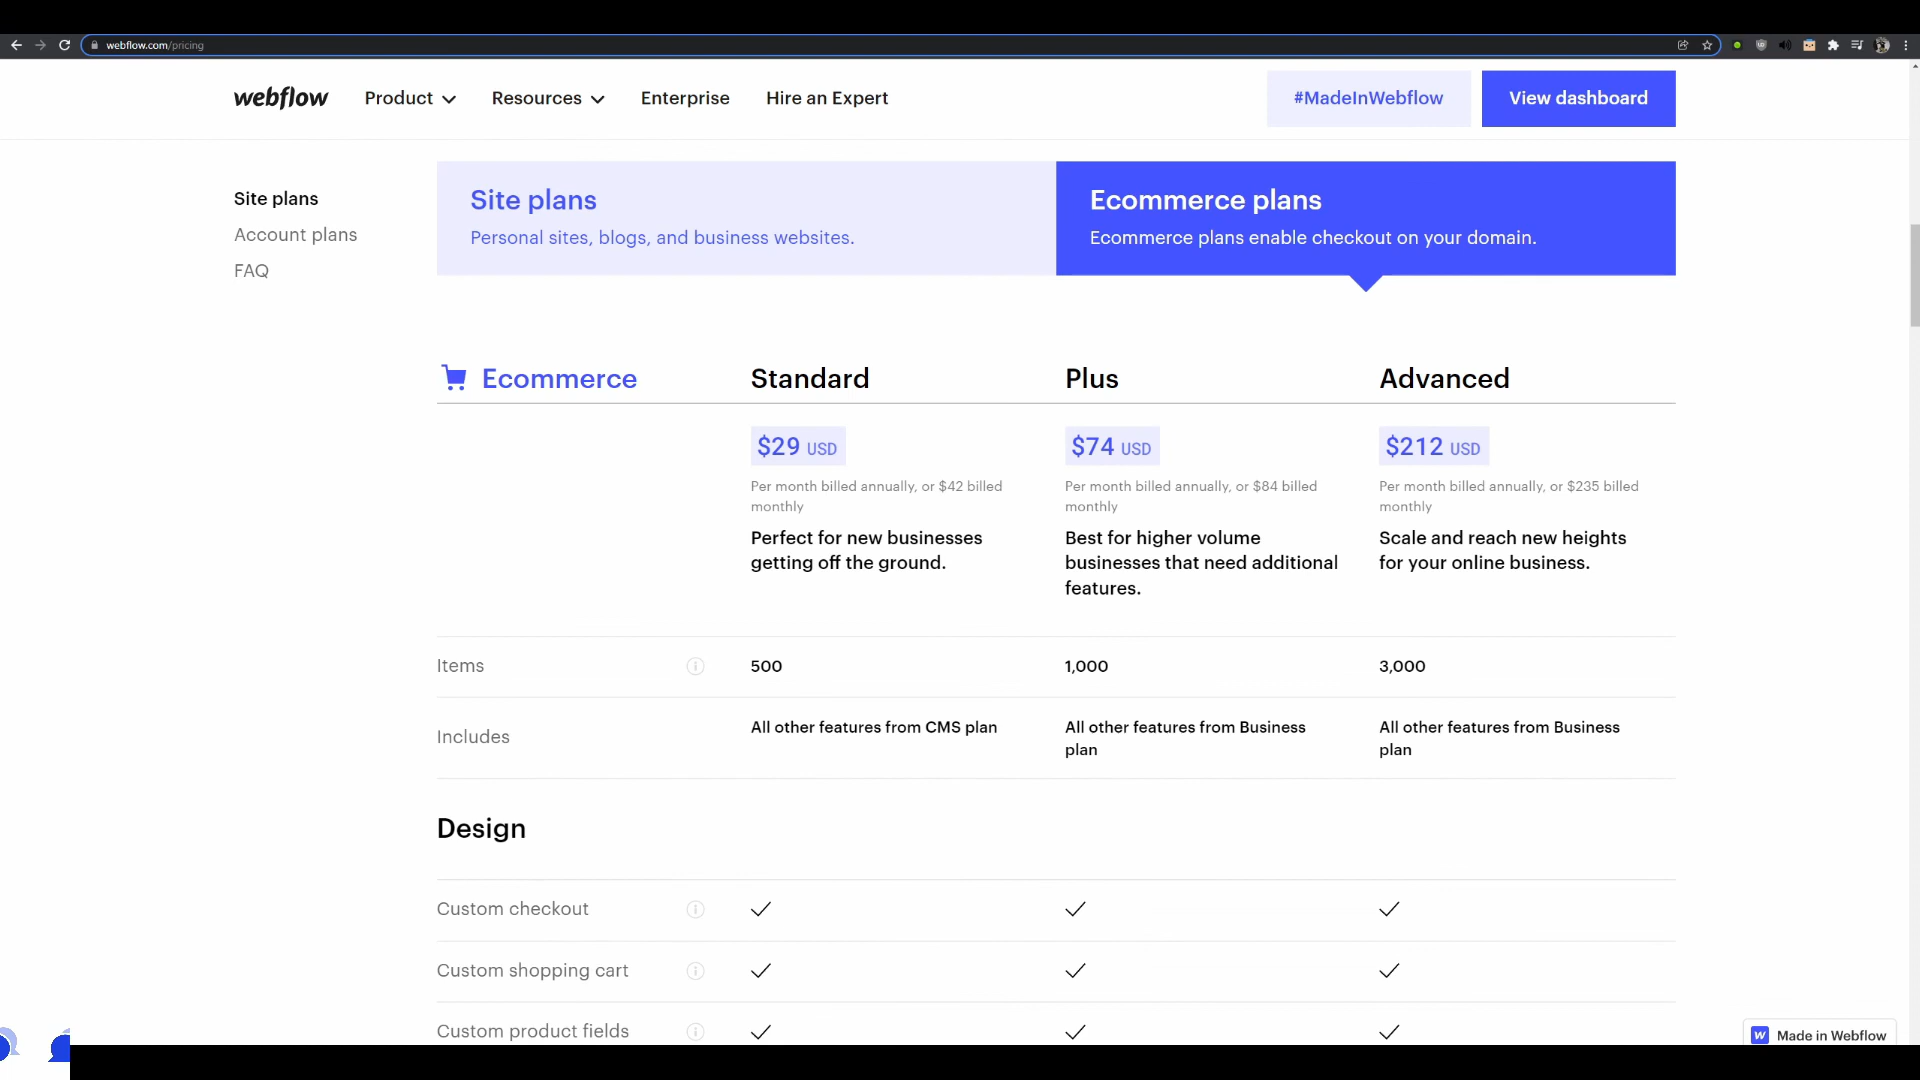 webflow.com/pricing
webflow
Product
Resources
Enterprise
Hire an Expert
#MadeInWebflow
View dashboard
Site plans
Account plans
FAQ
Site plans
Personal sites, blogs, and business websites.
Ecommerce plans
Ecommerce plans enable checkout on your domain.
Ecommerce
Standard
Plus
Advanced
$29 USD
Per month billed annually, or $42 billed
monthly
Perfect for new businesses
getting off the ground.
$74 USD
Per month billed annually, or $84 billed
monthly
Best for higher volume
businesses that need additional
features.
$212 USD
Per month billed annually, or $235 billed
monthly
Scale and reach new heights
for your online business.
Items
500
1,000
3,000
Includes
All other features from CMS plan
All other features from Business
plan
All other features from Business
plan
Design
Custom checkout
Custom shopping cart
Custom product fields
Made in Webflow